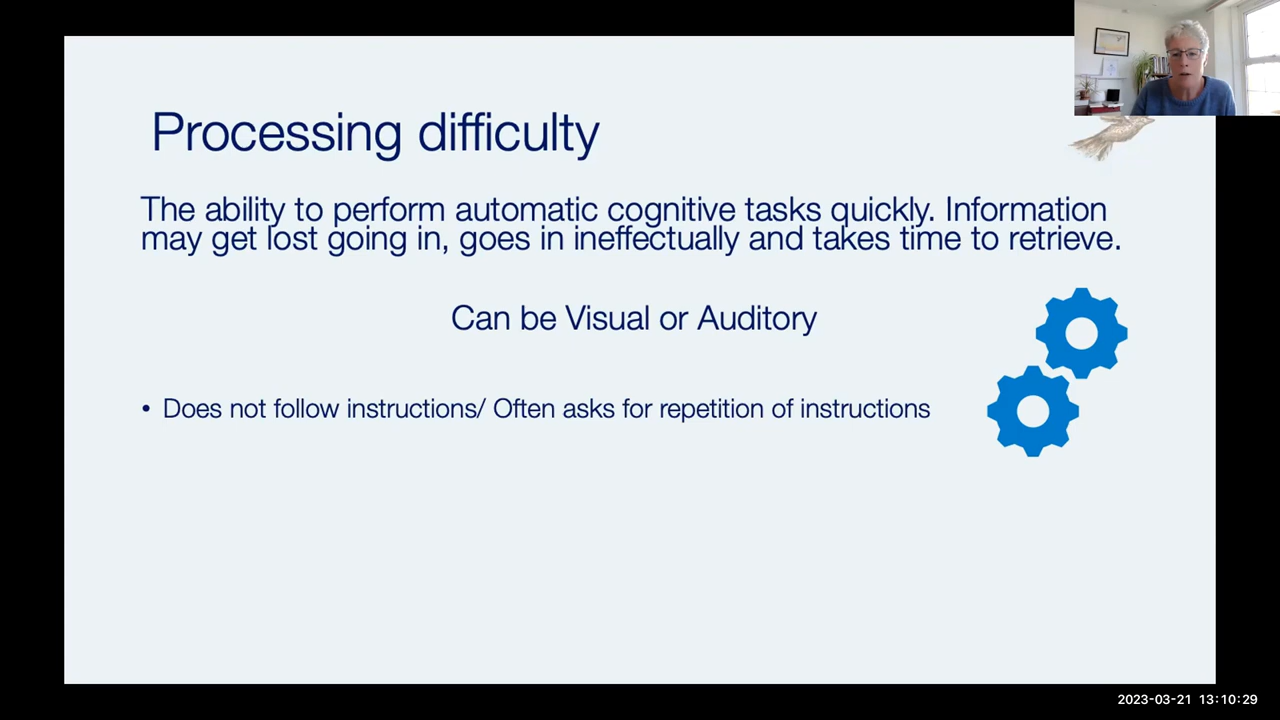 Processing difficulty
The ability to perform automatic cognitive tasks quickly. Information
may get lost going in, goes in ineffectually and takes time to retrieve.
Can be Visual or Auditory
• Does not follow instructions/ Often asks for repetition of instructions
2023-03-21 13:10:29